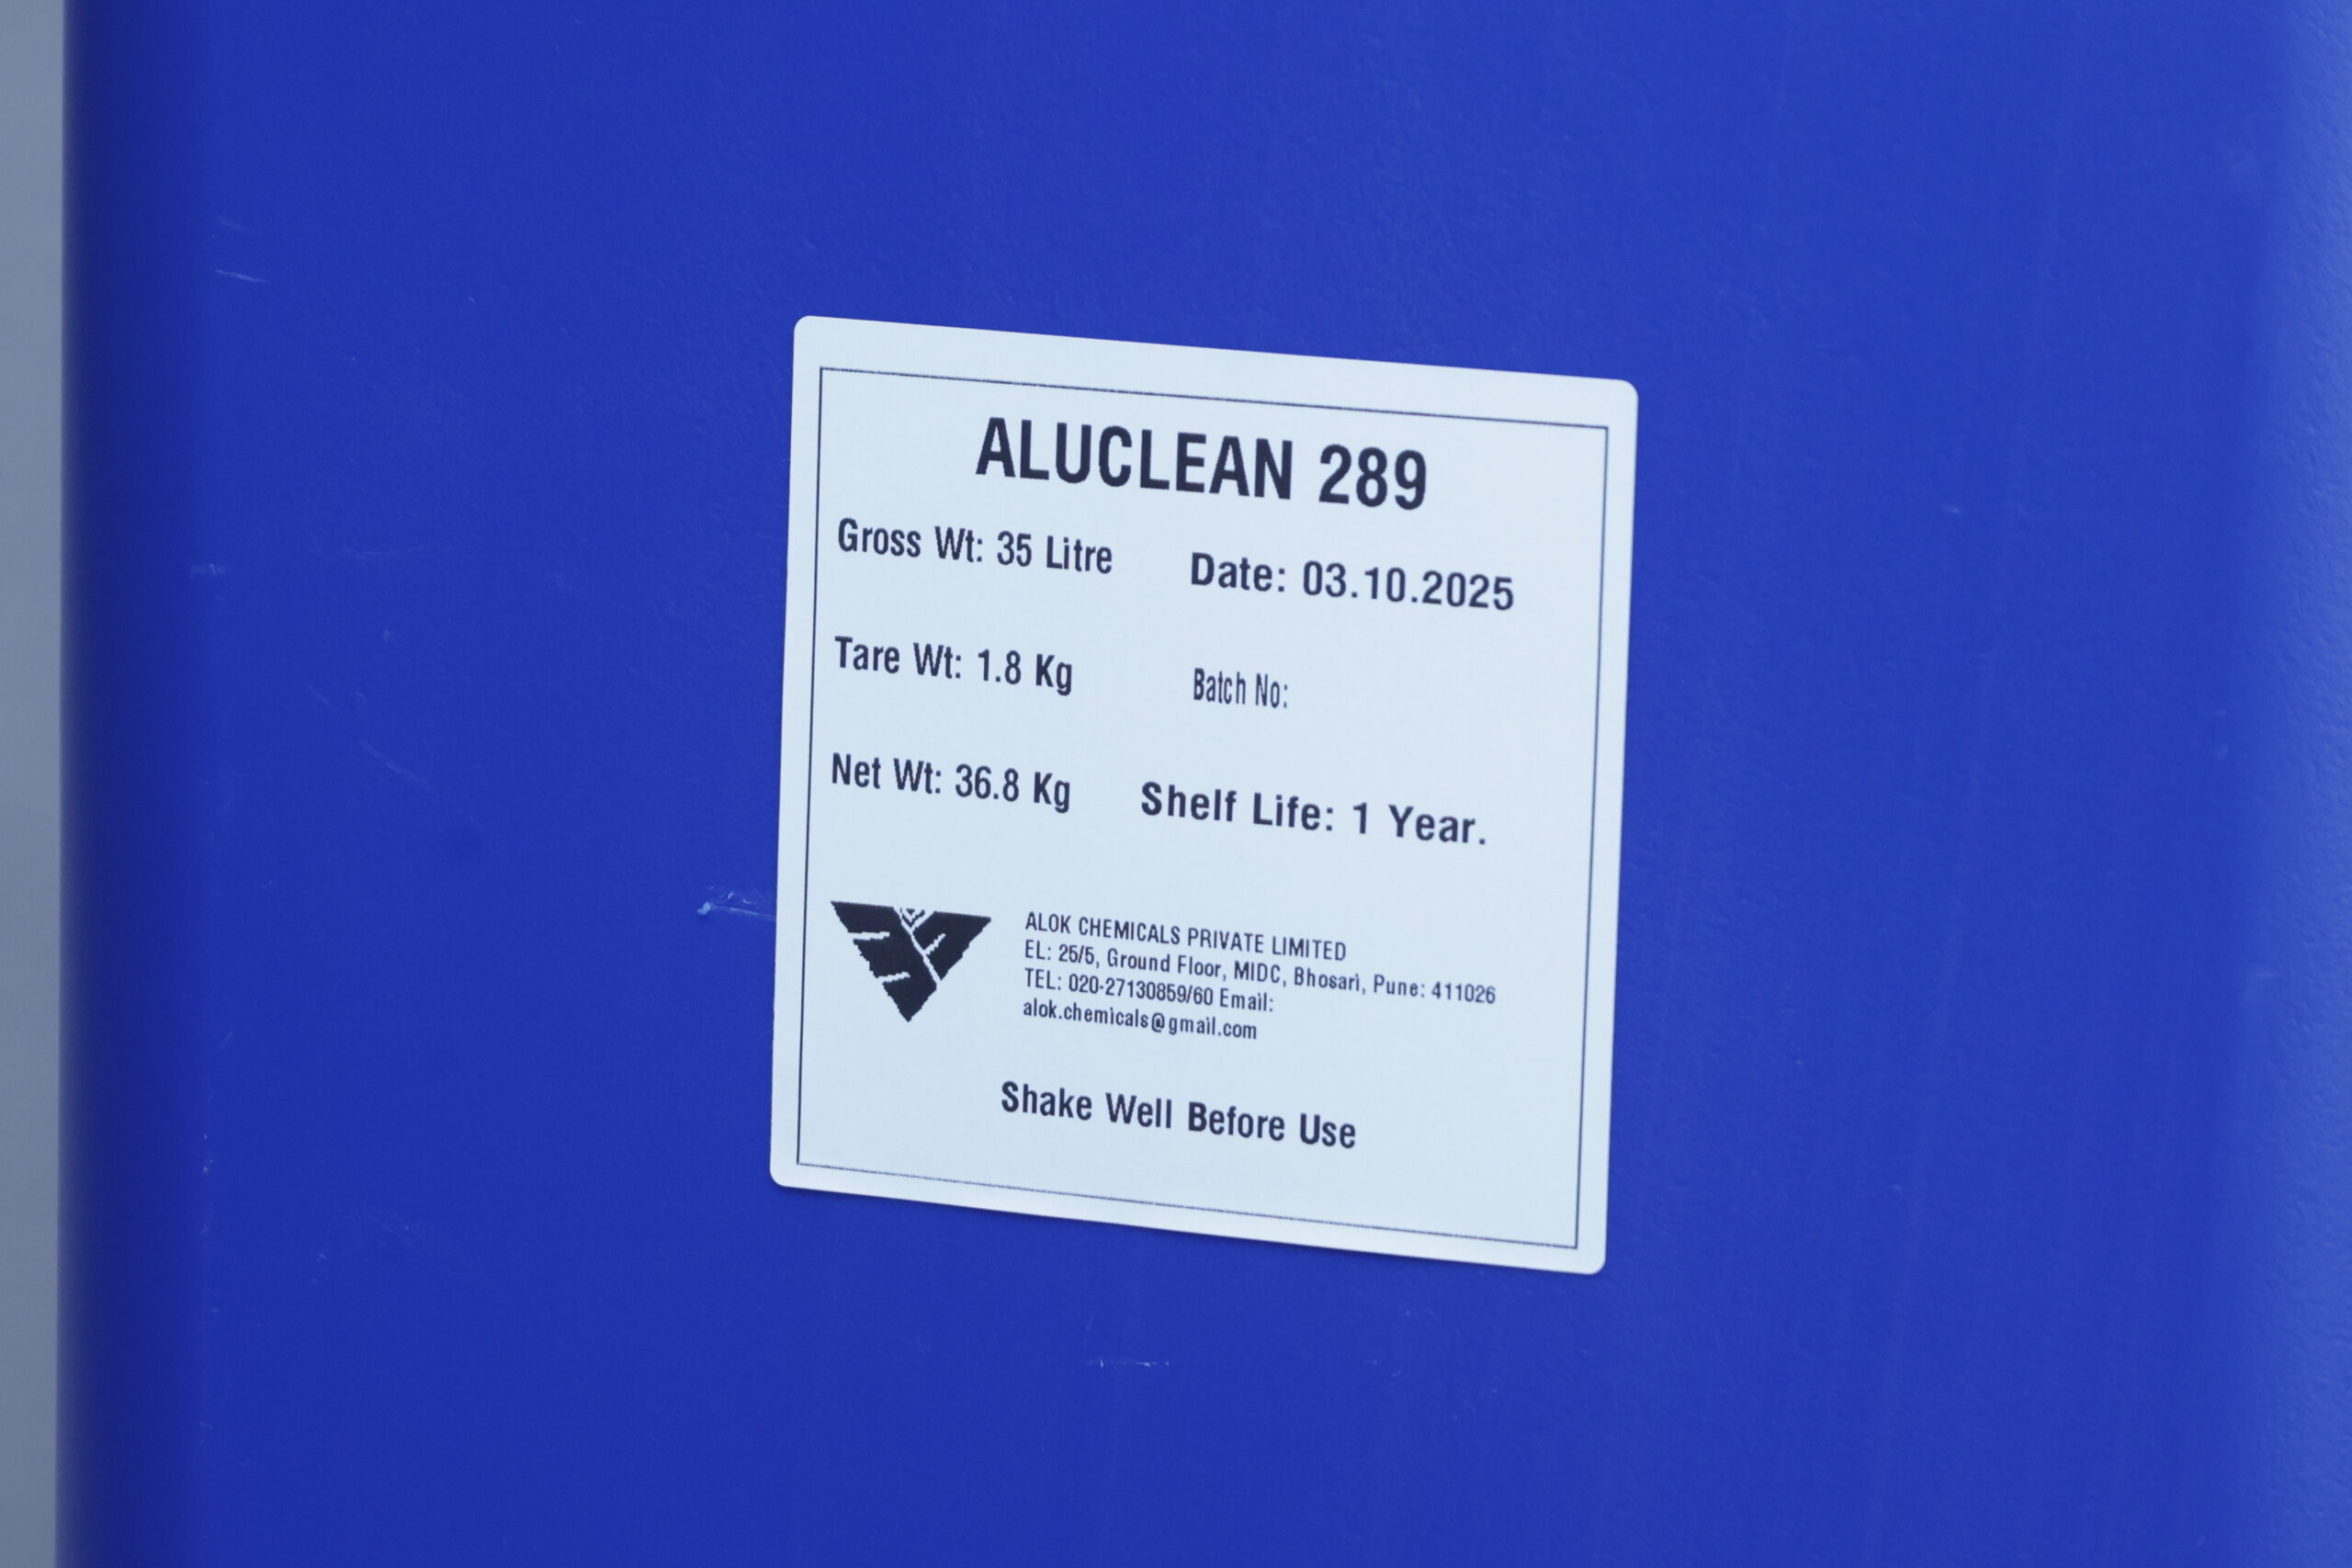 ALUCLEAN 289
Gross Wt: 35 Litre Date: 03.10.2025
Tare Wt: 1.8 Kg Batch No:
Net Wt: 36.8 Kg Shelf Life: 1 Year.
ALOK CHEMICALS PRIVATE LIMITED
EL: 25/5, Ground Floor, MIDC, Bhosari, Pune: 411026
TEL: 020-27130859/60 Email:
alok.chemicals@gmail.com
Shake Well Before Use